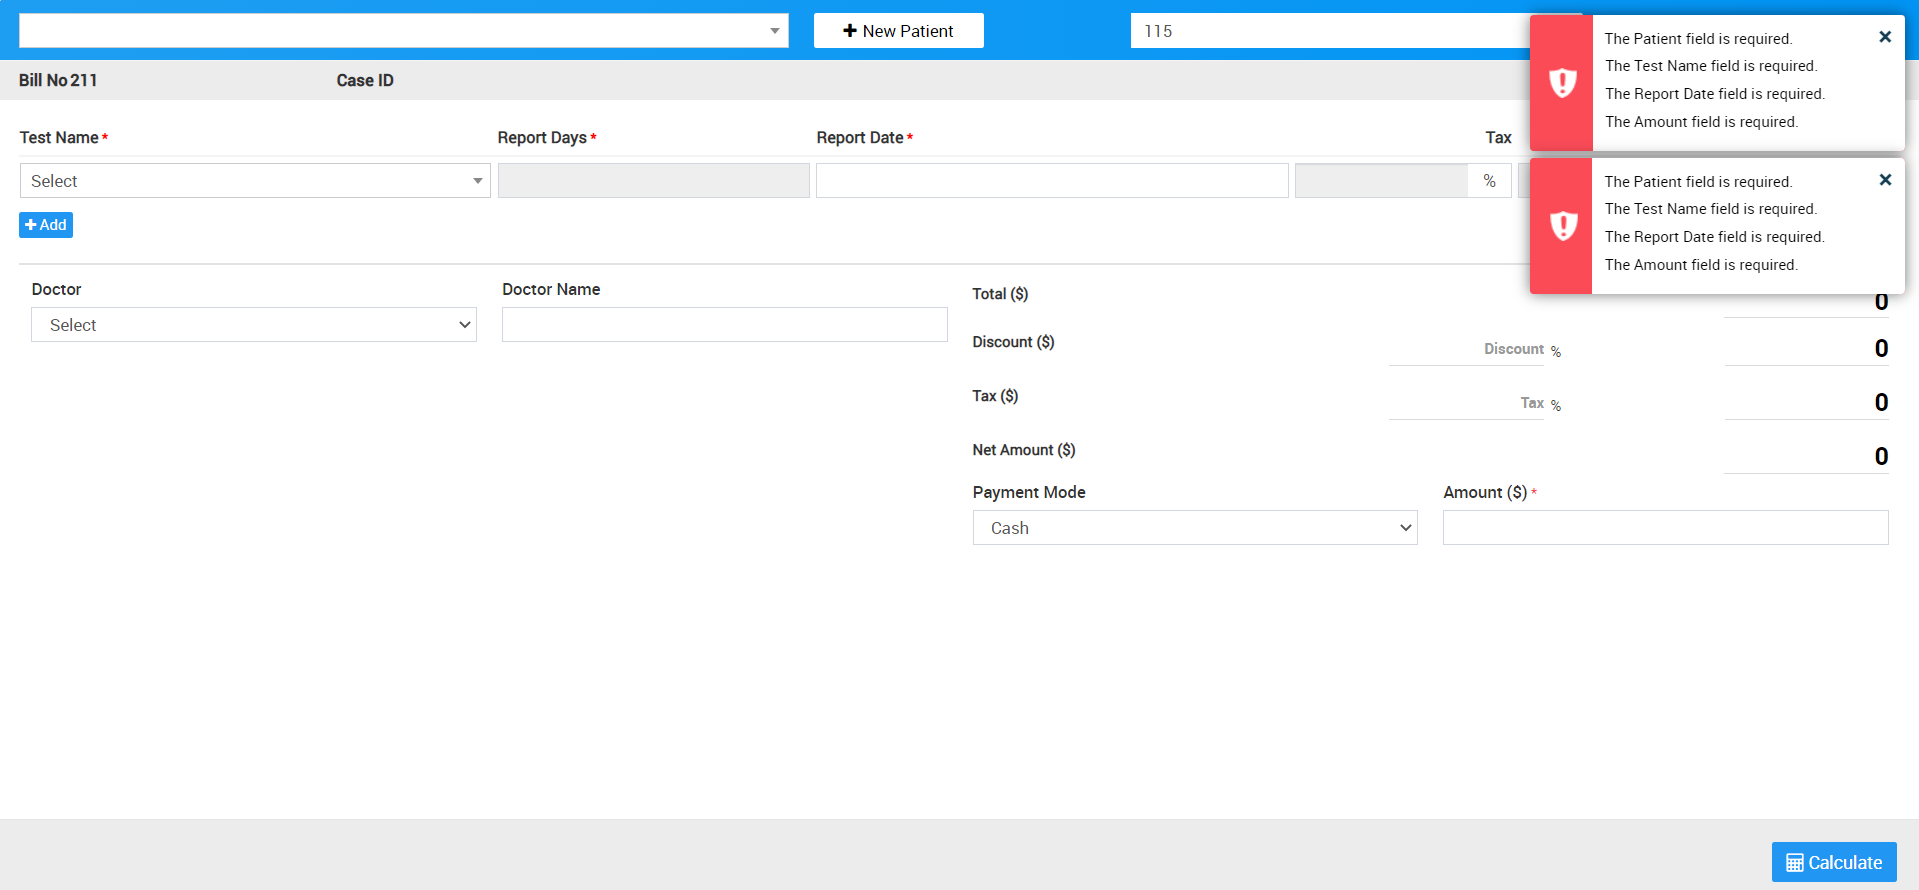 + New Patient
115
The Patient field is required.
The Test Name field is required.
The Report Date field is required.
The Amount field is required.
Bill No 211
Case ID
Test Name *
Report Days *
Report Date *
Tax
Select
%
The Patient field is required.
The Test Name field is required.
The Report Date field is required.
The Amount field is required.
+ Add
Doctor
Doctor Name
Select
Total ($)
0
Discount ($)
Discount %
0
Tax ($)
Tax %
0
Net Amount ($)
0
Payment Mode
Amount ($) *
Cash
Calculate